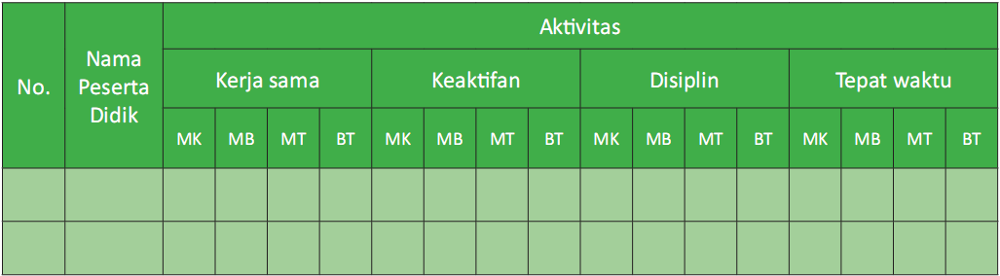 No.
Nama
Peserta
Didik
Aktivitas
Kerja sama
Keaktifan
Disiplin
Tepat waktu
MK MB MT BT MK MB MT BT MK MB MT BT MK MB MT BT